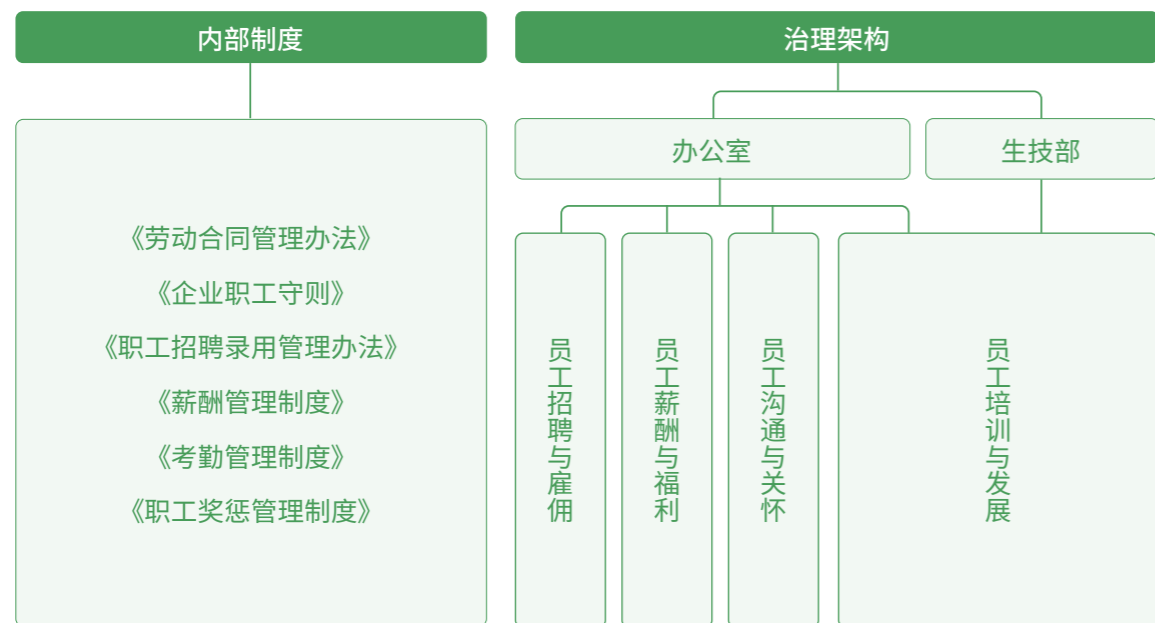 内部制度
《劳动合同管理办法》
《企业职工守则》
《职工招聘录用管理办法》
《薪酬管理制度》
《考勤管理制度》
《职工奖惩管理制度》
治理架构
办公室
生技部
员工招聘与雇佣
员工薪酬与福利
员工沟通与关怀
员工培训与发展